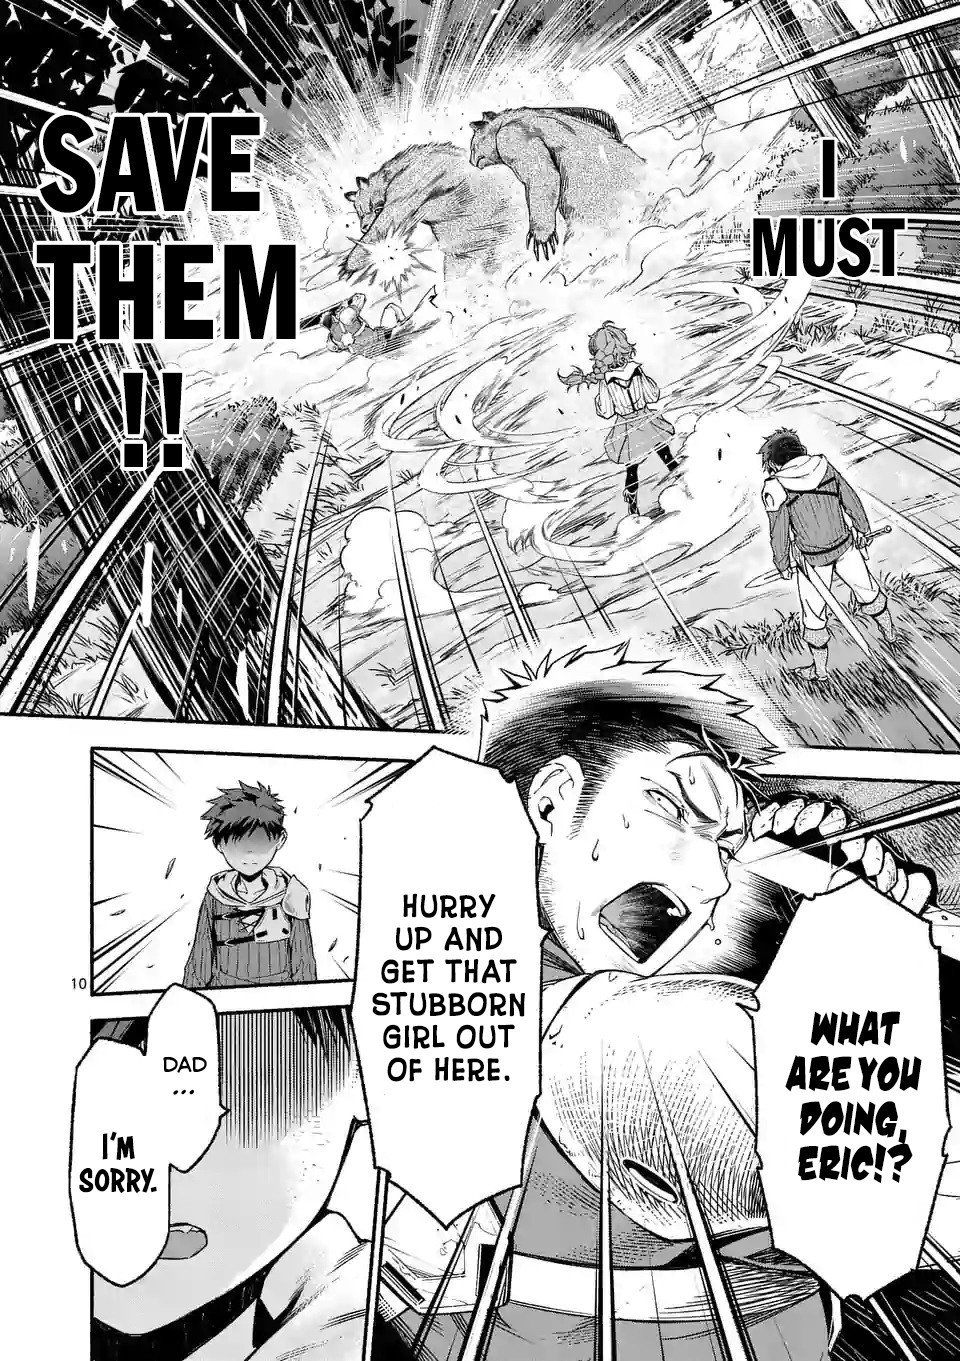 I
MUST
SAVE
THEM
!!
WHAT
ARE YOU
DOING,
ERIC!?
HURRY
UP AND
GET THAT
STUBBORN
GIRL OUT
OF HERE.
10
DAD
...
I'M
SORRY.